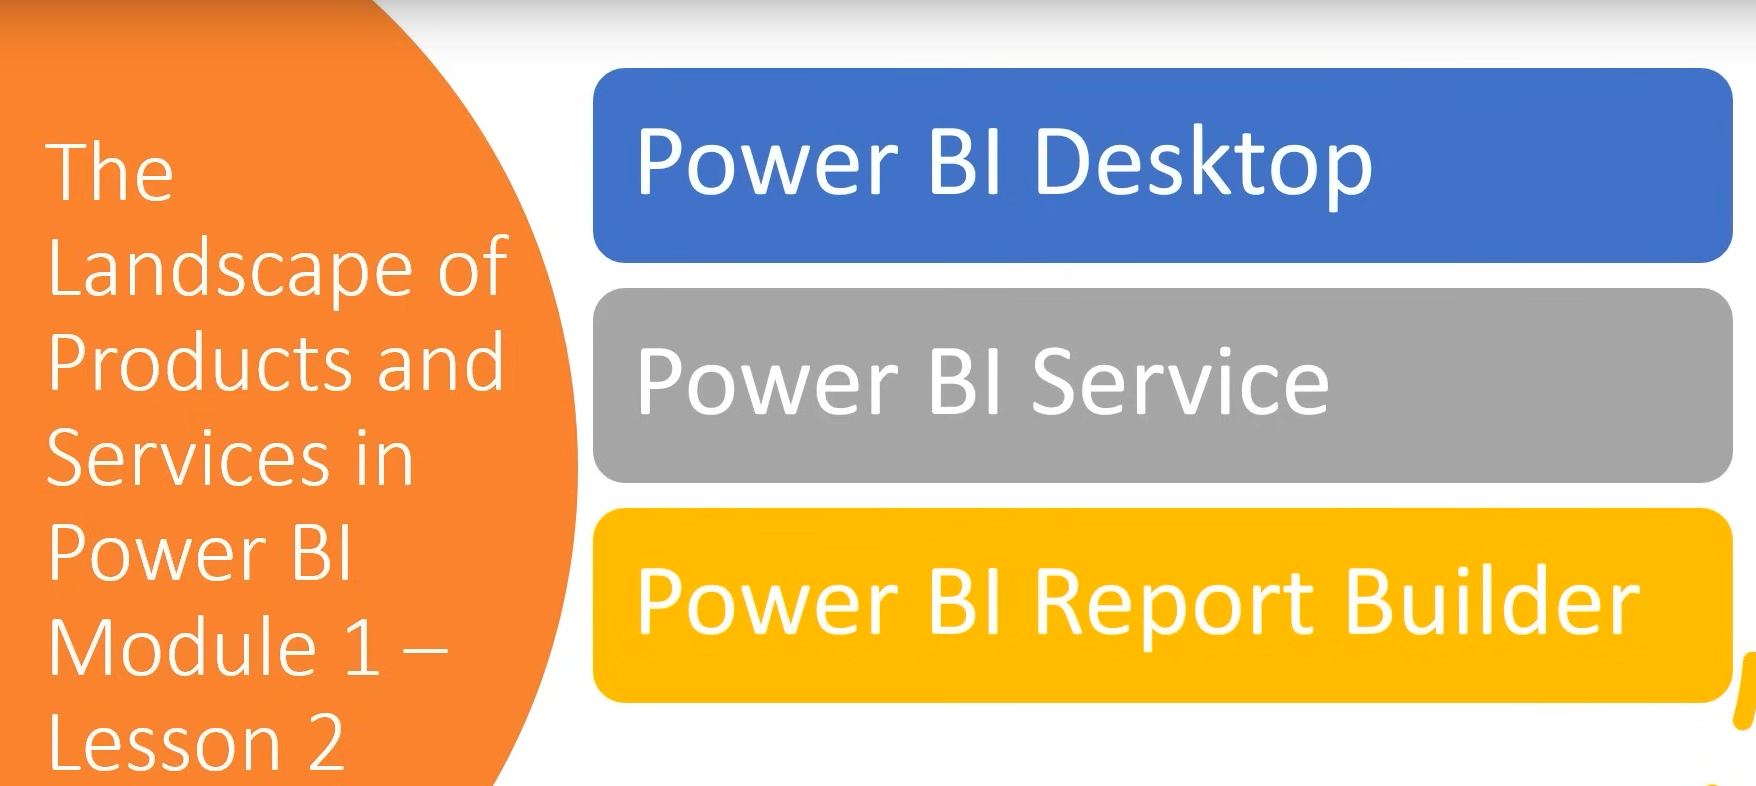 The
Landscape of
Products and
Services in
Power BI
Module 1 –
Lesson 2
Power BI Desktop
Power BI Service
Power BI Report Builder